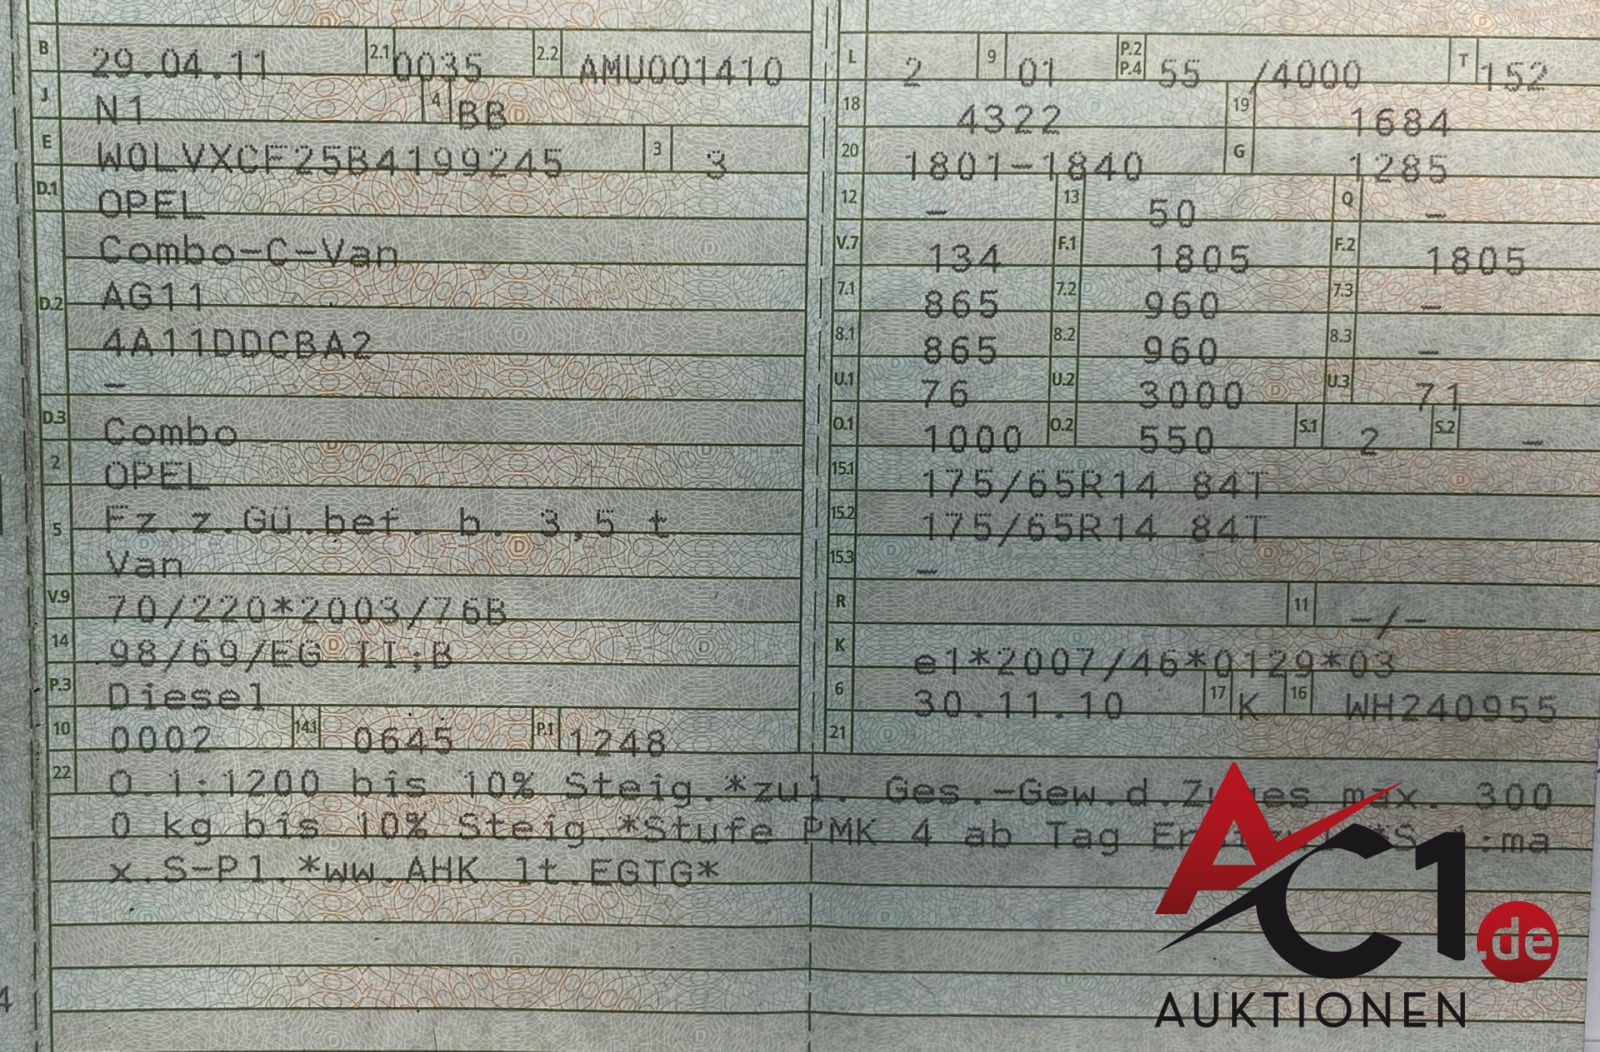 B 29.04.11 2.1 0035 2.2 AMU001410
J N1 4 BB
E W0LVXCF25B4199245 3 3
D.1 OPEL
Combo-C-Van
D.2 AG11
4A11DDCBA2
–
D.3 Combo
2 OPEL
5 Fz.z.Gü.bef. b. 3,5 t
Van
V.9 70/220*2003/76B
14 98/69/EG II;B
P.3 Diesel
10 0002 14.1 0645 P.1 1248
L 2 9 01 P.2 P.4 55 /4000 T 152
18 4322 19 1684
20 1801-1840 G 1285
12 – 13 50 Q –
V.7 134 F.1 1805 F.2 1805
7.1 865 7.2 960 7.3 –
8.1 865 8.2 960 8.3 –
U.1 76 U.2 3000 U.3 71
O.1 1000 O.2 550 S.1 2 S.2 –
15.1 175/65R14 84T
15.2 175/65R14 84T
15.3 –
R 11 -/-
K e1*2007/46*0129*03
6 30.11.10 17 K 16 WH240955
21
22 O.1:1200 bis 10% Steig.*zul. Ges.-Gew.d. max. 300
0 kg bis 10% Steig.*Stufe PMK 4 ab Tag :ma
x.S-Pl.*ww.AHK lt.EGTG*
4
AC1.de
AUKTIONEN